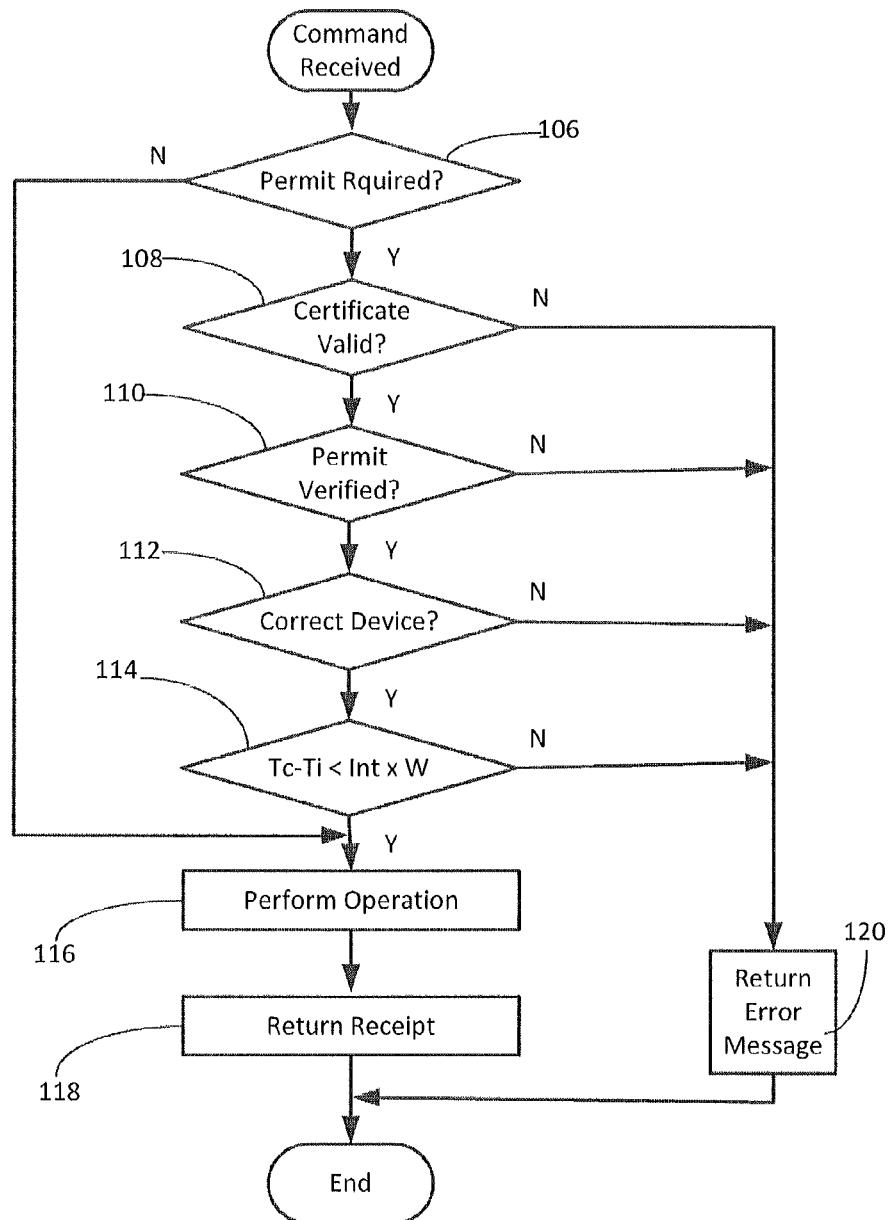 Command
Received
106
N
Permit Rquired?
Y
108
N
Certificate
Valid?
110
Y
N
Permit
Verified?
112
Y
N
Correct Device?
114
Y
N
Tc-Ti < Int x W
Y
Perform Operation
116
120
Return
Error
Message
Return Receipt
118
End